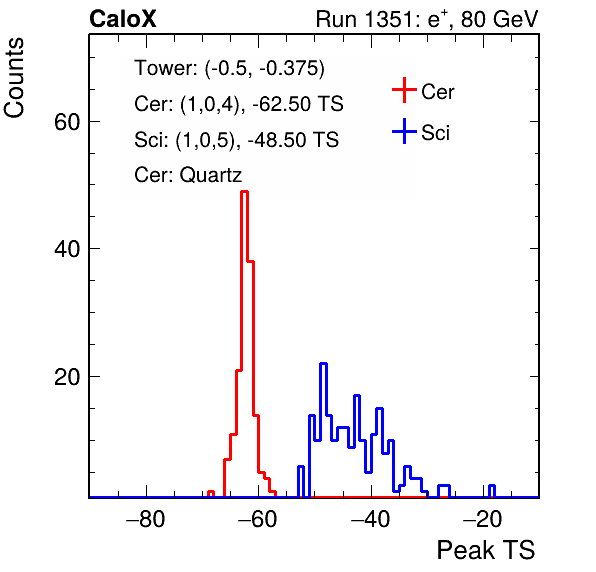 CaloX Run 1351: e⁺, 80 GeV
Counts
Tower: (-0.5, -0.375)
Cer: (1,0,4), -62.50 TS
Sci: (1,0,5), -48.50 TS
Cer: Quartz
Cer
Sci
60
40
20
−80 −60 −40 −20
Peak TS